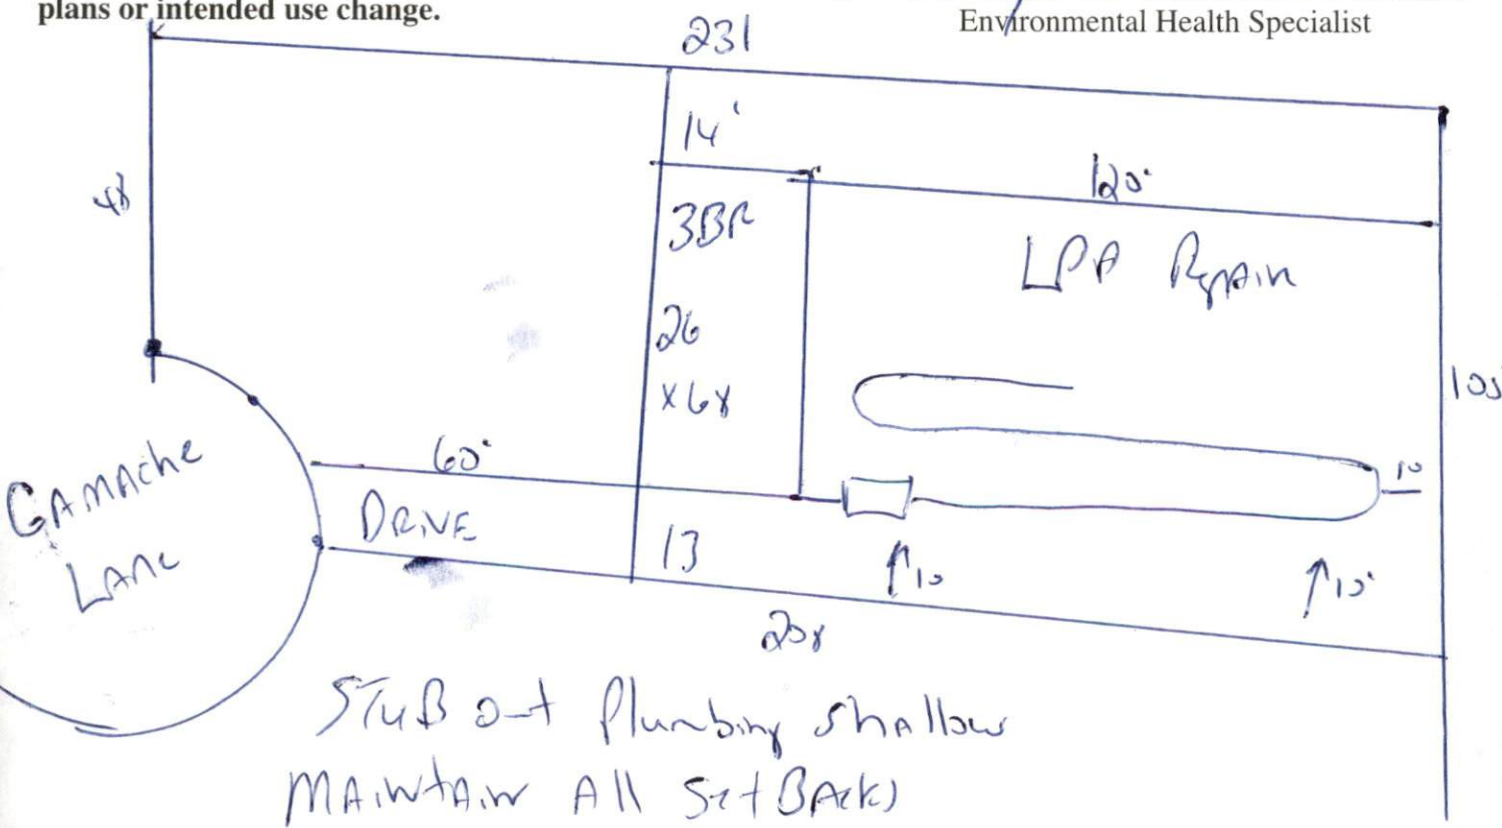 plans or intended use change.
Environmental Health Specialist
231
14'
120'
48
3BR
LPP Repair
26
x68
105
60'
10
GAMAChe
LANe
DRIVE
13
10
10'
208
STUB out Plumbing shallow
MAINTAIN All SetBACKs